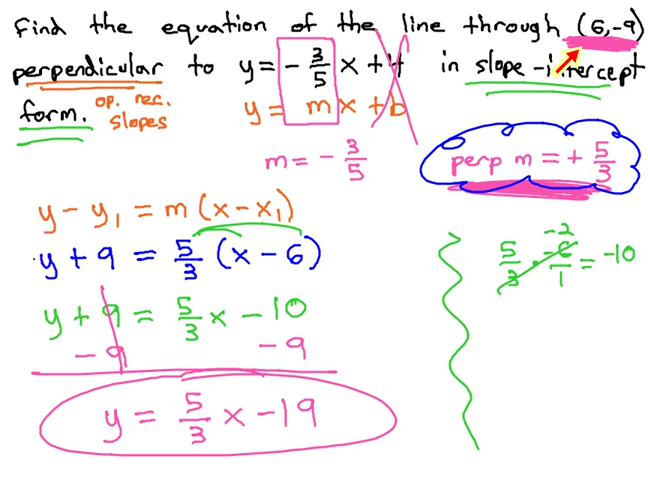 Find the equation of the line through (6,-9)
perpendicular to y = -3/5 x + 4 in slope-intercept
form. op. rec. slopes y = mx + b
m = -3/5
perp m = + 5/3
y - y₁ = m (x - x₁)
y + 9 = 5/3 (x - 6)
y + 9 = 5/3 x - 10
- 9 - 9
y = 5/3 x - 19
-2
5/3 · -6/1 = -10